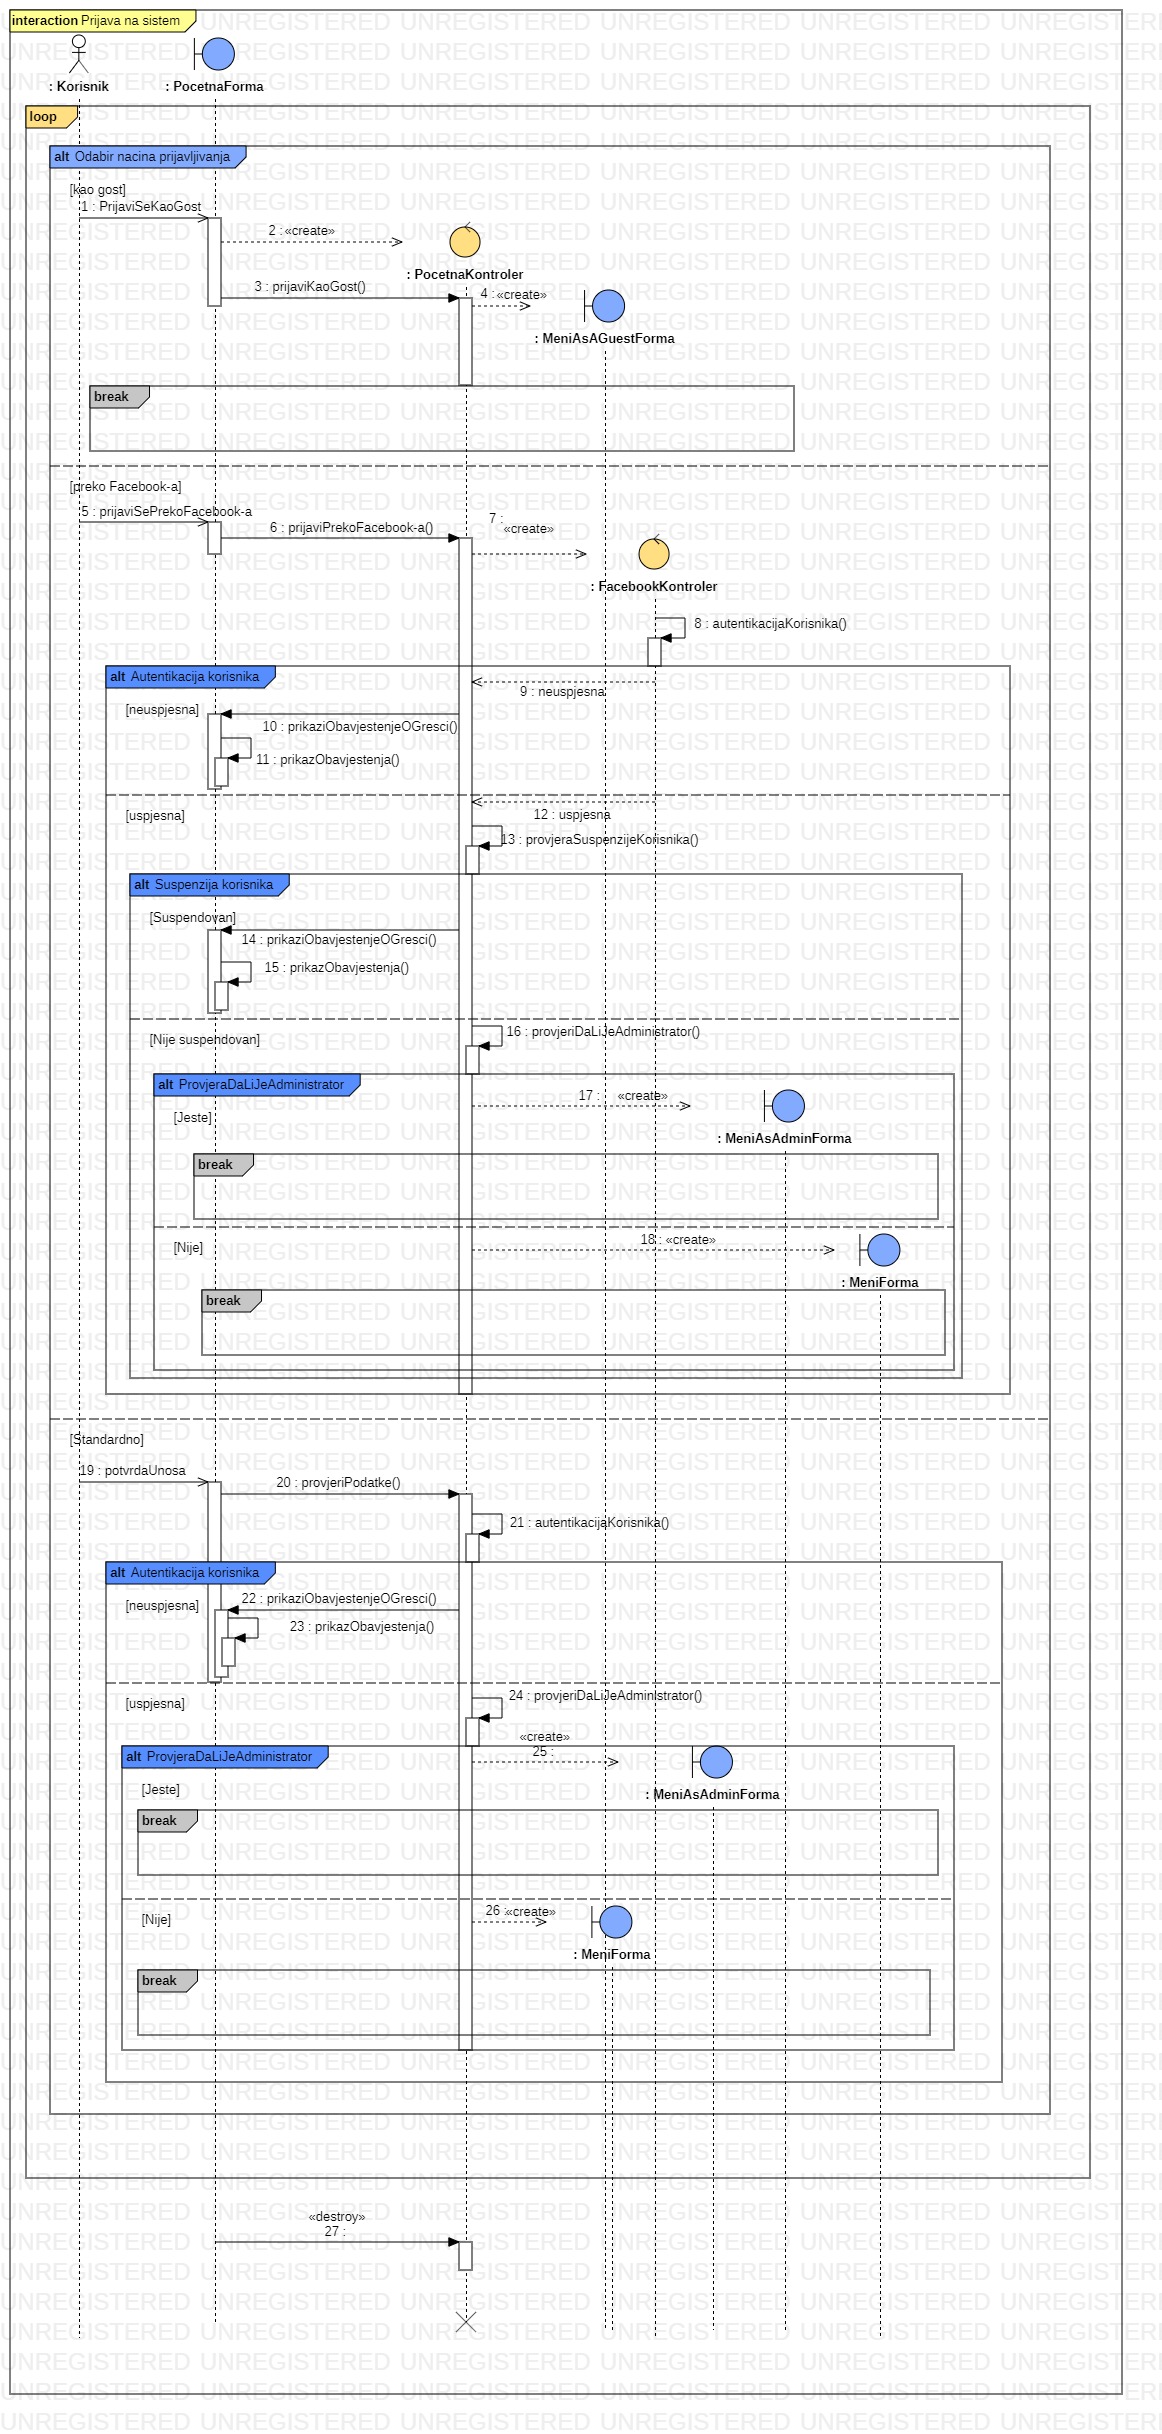 interaction Prijava na sistem
: Korisnik
: PocetnaForma
loop
alt Odabir nacina prijavljivanja
[kao gost]
1 : PrijaviSeKaoGost
2 : «create»
: PocetnaKontroler
3 : prijaviKaoGost()
4 : «create»
: MeniAsAGuestForma
break
[preko Facebook-a]
5 : prijaviSePrekoFacebook-a
6 : prijaviPrekoFacebook-a()
7 :
«create»
: FacebookKontroler
8 : autentikacijaKorisnika()
alt Autentikacija korisnika
9 : neuspjesna
[neuspjesna]
10 : prikaziObavjestenjeOGresci()
11 : prikazObavjestenja()
[uspjesna]
12 : uspjesna
13 : provjeraSuspenzijeKorisnika()
alt Suspenzija korisnika
[Suspendovan]
14 : prikaziObavjestenjeOGresci()
15 : prikazObavjestenja()
[Nije suspendovan]
16 : provjeriDaLiJeAdministrator()
alt ProvjeraDaLiJeAdministrator
17 : «create»
[Jeste]
: MeniAsAdminForma
break
[Nije]
18 : «create»
: MeniForma
break
[Standardno]
19 : potvrdaUnosa
20 : provjeriPodatke()
21 : autentikacijaKorisnika()
alt Autentikacija korisnika
[neuspjesna]
22 : prikaziObavjestenjeOGresci()
23 : prikazObavjestenja()
[uspjesna]
24 : provjeriDaLiJeAdministrator()
«create»
25 :
alt ProvjeraDaLiJeAdministrator
[Jeste]
: MeniAsAdminForma
break
[Nije]
26 : «create»
: MeniForma
break
«destroy»
27 :
UNREGISTERED